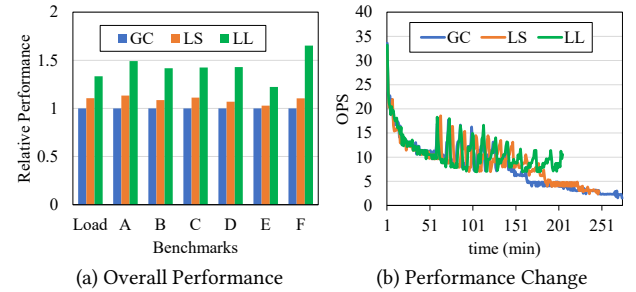 2
1.5
1
0.5
0
Relative Performance
GC LS LL
Load A B C D E F
Benchmarks
(a) Overall Performance
40
35
30
25
20
15
10
5
0
OPS
GC LS LL
1 51 101 151 201 251
time (min)
(b) Performance Change